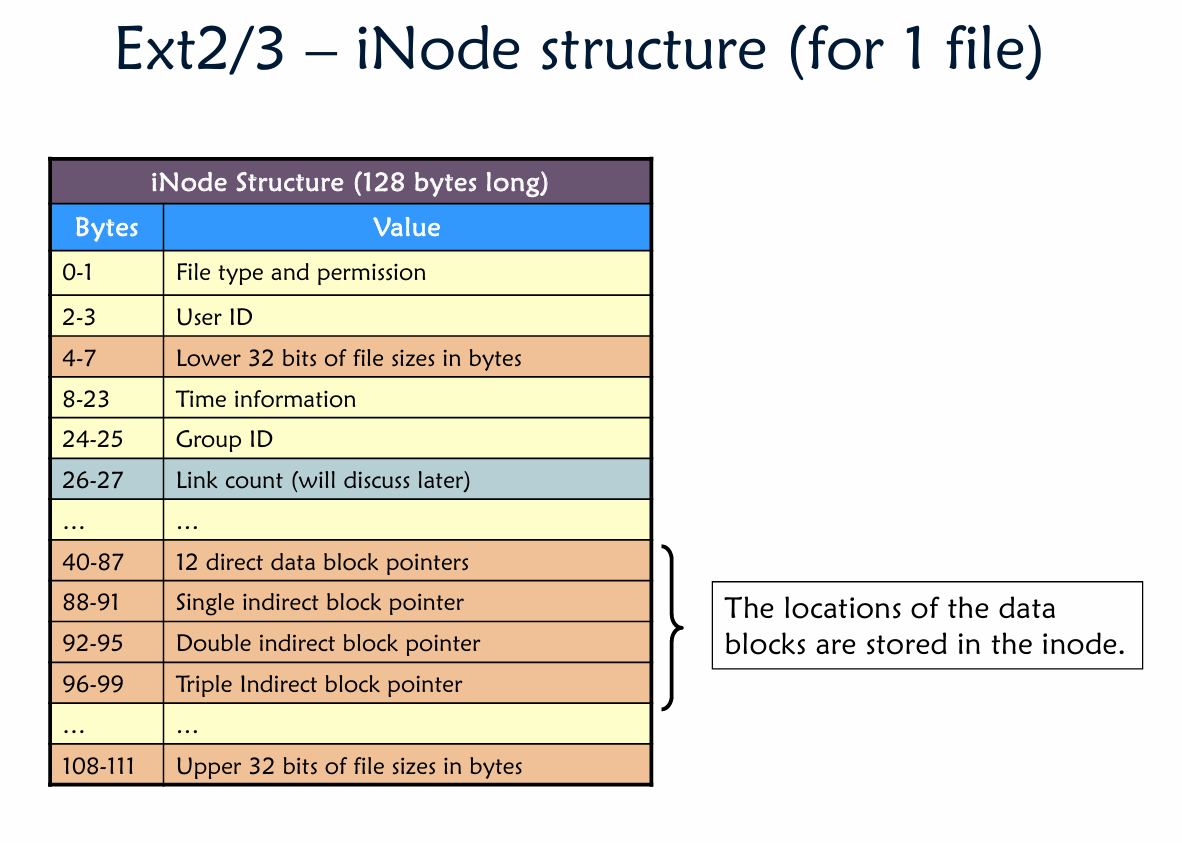 Ext2/3 – iNode structure (for 1 file)
iNode Structure (128 bytes long)
Bytes Value
0-1 File type and permission
2-3 User ID
4-7 Lower 32 bits of file sizes in bytes
8-23 Time information
24-25 Group ID
26-27 Link count (will discuss later)
… …
40-87 12 direct data block pointers
88-91 Single indirect block pointer
92-95 Double indirect block pointer
96-99 Triple Indirect block pointer
… …
108-111 Upper 32 bits of file sizes in bytes
The locations of the data
blocks are stored in the inode.